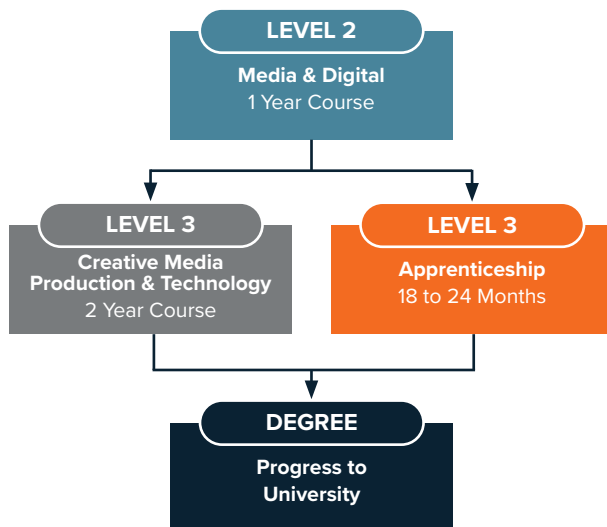 LEVEL 2
Media & Digital
1 Year Course
LEVEL 3
Creative Media
Production & Technology
2 Year Course
LEVEL 3
Apprenticeship
18 to 24 Months
DEGREE
Progress to
University